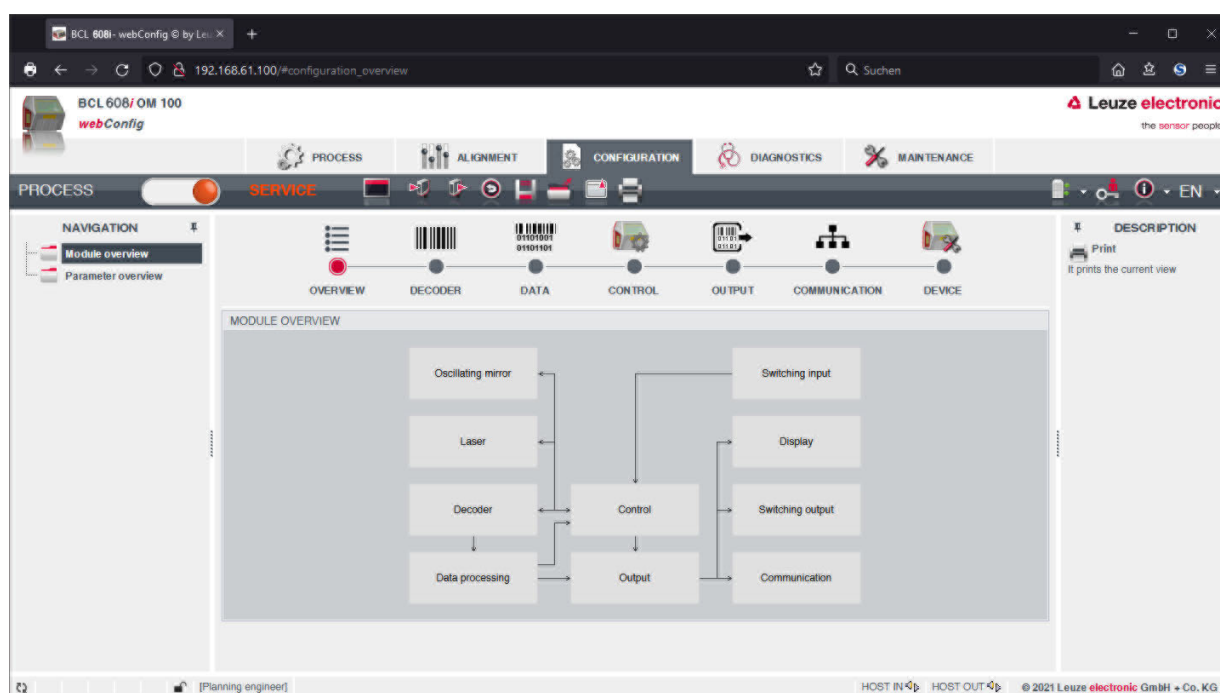 BCL 608i- webConfig © by Leu
192.168.61.100/#configuration_overview
Suchen
BCL 608i OM 100
webConfig
Leuze electronic
the sensor people
PROCESS
ALIGNMENT
CONFIGURATION
DIAGNOSTICS
MAINTENANCE
PROCESS
SERVICE
EN
NAVIGATION
Module overview
Parameter overview
01101001
01101101
OVERVIEW
DECODER
DATA
CONTROL
OUTPUT
COMMUNICATION
DEVICE
DESCRIPTION
Print
It prints the current view
MODULE OVERVIEW
Oscillating mirror
Switching input
Laser
Display
Decoder
Control
Switching output
Data processing
Output
Communication
[Planning engineer]
HOST IN
HOST OUT
© 2021 Leuze electronic GmbH + Co. KG